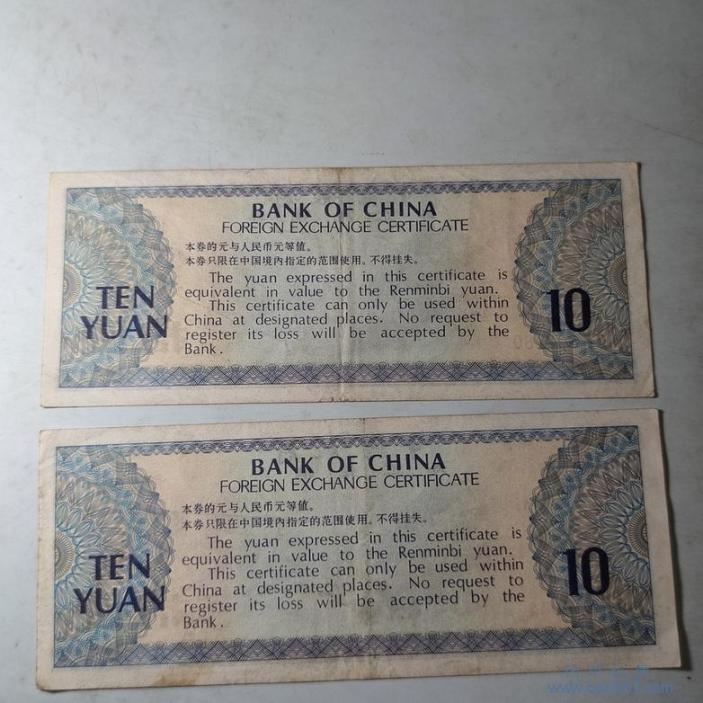 BANK OF CHINA
FOREIGN EXCHANGE CERTIFICATE
本券的元与人民币元等值。
本券只限在中国境内指定的范围使用，不得挂失。
The yuan expressed in this certificate is
equivalent in value to the Renminbi yuan.
This certificate can only be used within
China at designated places. No request to
register its loss will be accepted by the
Bank.
TEN
YUAN
10
BANK OF CHINA
FOREIGN EXCHANGE CERTIFICATE
本券的元与人民币元等值。
本券只限在中国境内指定的范围使用，不得挂失。
The yuan expressed in this certificate is
equivalent in value to the Renminbi yuan.
This certificate can only be used within
China at designated places. No request to
register its loss will be accepted by the
Bank.
TEN
YUAN
10